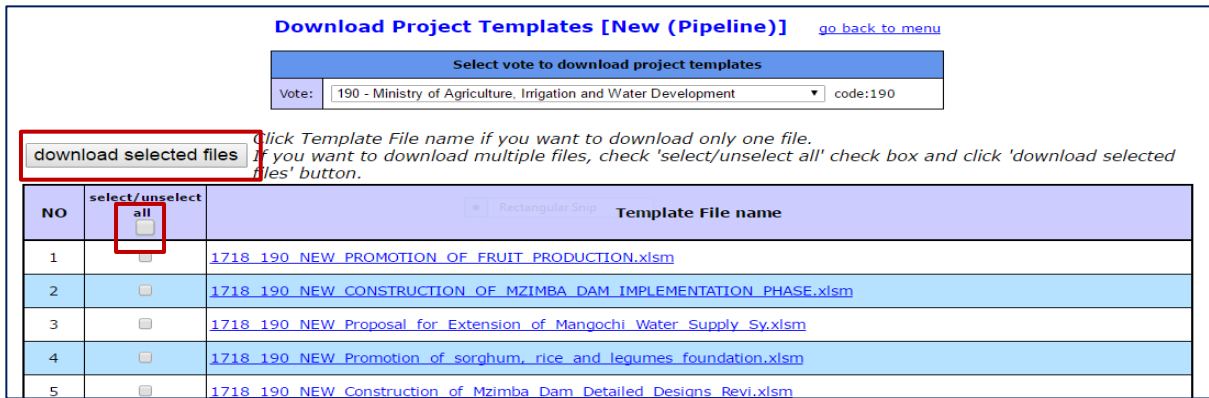 Download Project Templates [New (Pipeline)] go back to menu
Select vote to download project templates
Vote: 190 - Ministry of Agriculture, Irrigation and Water Development code:190
Click Template File name if you want to download only one file.
download selected files If you want to download multiple files, check 'select/unselect all' check box and click 'download selected
files' button.
NO select/unselect all Template File name
Rectangular Snip
1 1718_190_NEW_PROMOTION_OF_FRUIT_PRODUCTION.xlsm
2 1718_190_NEW_CONSTRUCTION_OF_MZIMBA_DAM_IMPLEMENTATION_PHASE.xlsm
3 1718_190_NEW_Proposal_for_Extension_of_Mangochi_Water_Supply_Sy.xlsm
4 1718_190_NEW_Promotion_of_sorghum,_rice_and_legumes_foundation.xlsm
5 1718_190_NEW_Construction_of_Mzimba_Dam_Detailed_Designs_Revi.xlsm